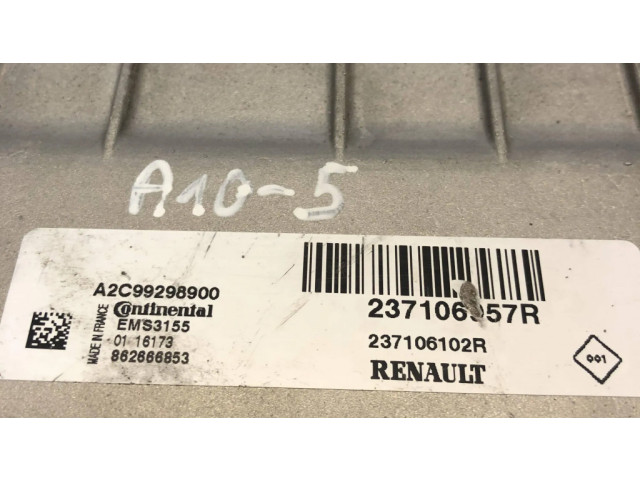 A10-5
A2C99298900
Continental
EMS3155
01 16173
862666853
MADE IN FRANCE
237106102R
RENAULT
001